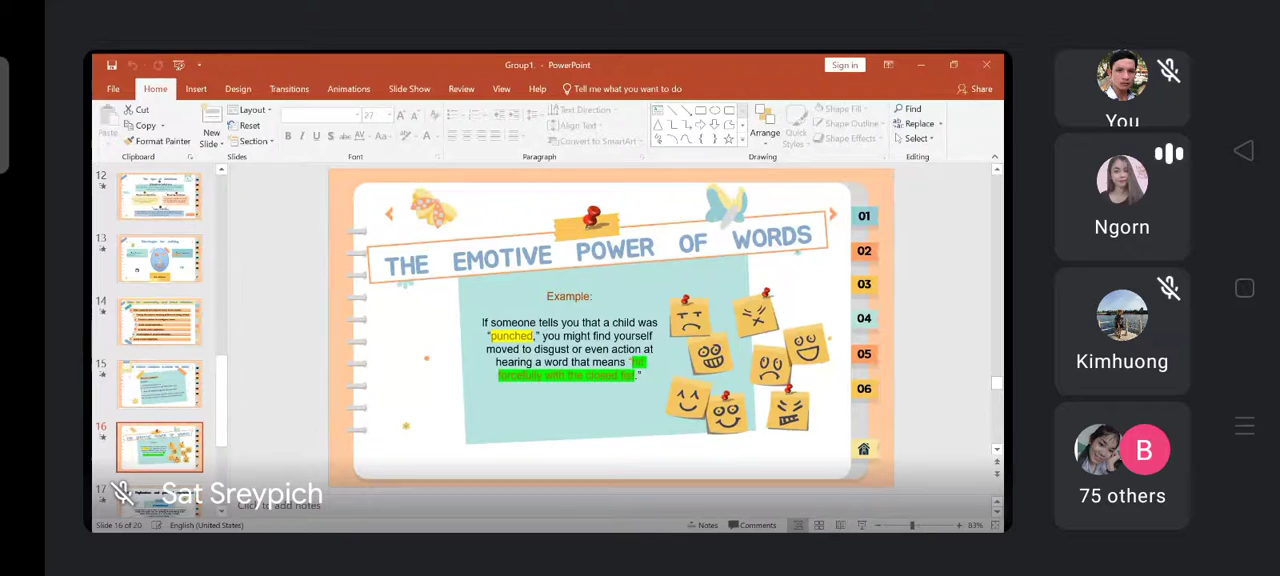 Group1. - PowerPoint
Sign in
File Home Insert Design Transitions Animations Slide Show Review View Help Tell me what you want to do Share
Cut
Copy
Format Painter
Paste
Clipboard
New
Slide
Layout
Reset
Section
Slides
27
B I U S abc AV Aa A
Font
Text Direction
Align Text
Convert to SmartArt
Paragraph
Arrange
Quick
Styles
Shape Fill
Shape Outline
Shape Effects
Drawing
Find
Replace
Select
Editing
12
13
14
15
16
17
THE EMOTIVE POWER OF WORDS
Example:
If someone tells you that a child was
"punched," you might find yourself
moved to disgust or even action at
hearing a word that means "hit
forcefully with the closed fist."
01
02
03
04
05
06
Sat Sreypich
Click to add notes
Slide 16 of 20 English (United States) Notes Comments 83%
You
Ngorn
Kimhuong
B
75 others